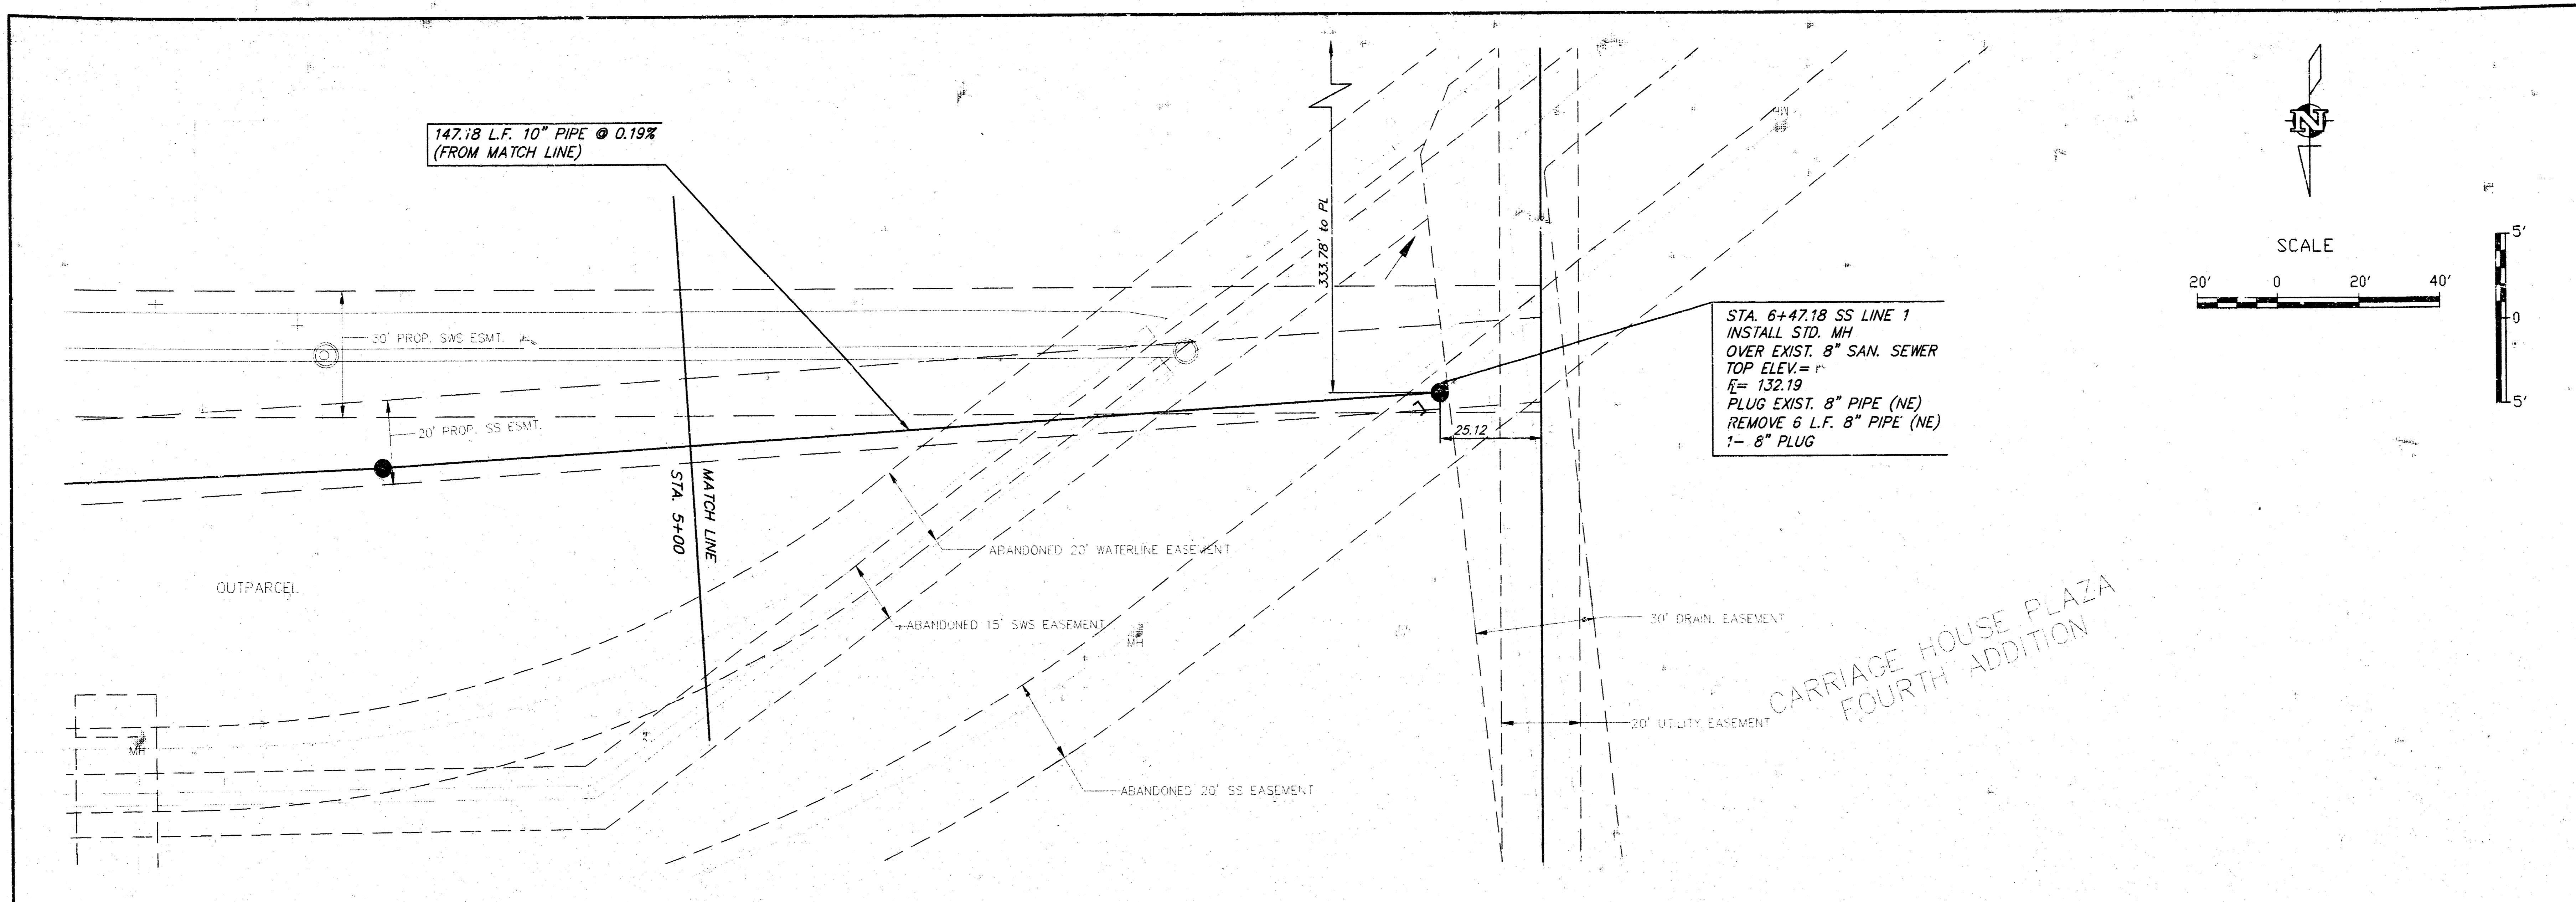 147.18 L.F. 10" PIPE @ 0.19%
(FROM MATCH LINE)
333.78' to PL
N
SCALE
20' 0 20' 40'
5'
0
5'
STA. 6+47.18 SS LINE 1
INSTALL STD. MH
OVER EXIST. 8" SAN. SEWER
TOP ELEV.=
FL= 132.19
PLUG EXIST. 8" PIPE (NE)
REMOVE 6 L.F. 8" PIPE (NE)
1- 8" PLUG
30' PROP. SWS ESMT.
20' PROP. SS ESMT.
25.12
MATCH LINE
STA. 5+00
ABANDONED 20' WATERLINE EASEMENT
OUTPARCEL
ABANDONED 15' SWS EASEMENT
MH
30' DRAIN. EASEMENT
CARRIAGE HOUSE PLAZA
FOURTH ADDITION
20' UTILITY EASEMENT
MH
ABANDONED 20' SS EASEMENT